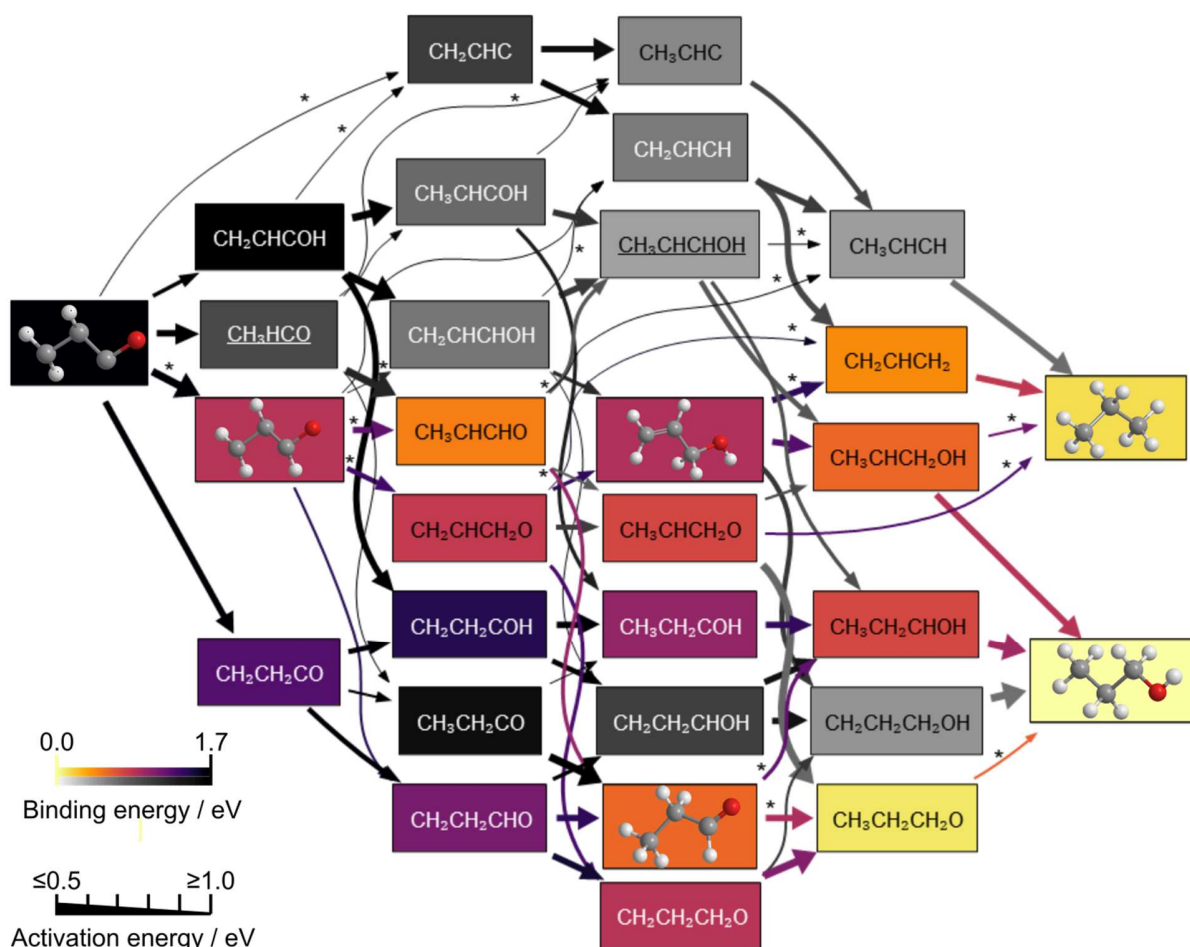 CH₂CHC
CH₃CHC
CH₂CHCH
CH₃CHCOH
CH₂CHCOH
CH₃CHCHOH
CH₃CHCH
CH₃HCO
CH₂CHCHOH
CH₂CHCH₂
CH₃CHCHO
CH₃CHCH₂OH
CH₂CHCH₂O
CH₃CHCH₂O
CH₂CH₂COH
CH₃CH₂COH
CH₃CH₂CHOH
CH₂CH₂CO
CH₃CH₂CO
CH₂CH₂CHOH
CH₂CH₂CH₂OH
0.0 1.7
Binding energy / eV
CH₂CH₂CHO
CH₃CH₂CH₂O
≤0.5 ≥1.0
Activation energy / eV
CH₂CH₂CH₂O
* * * * * * * * * * * * * * * * *